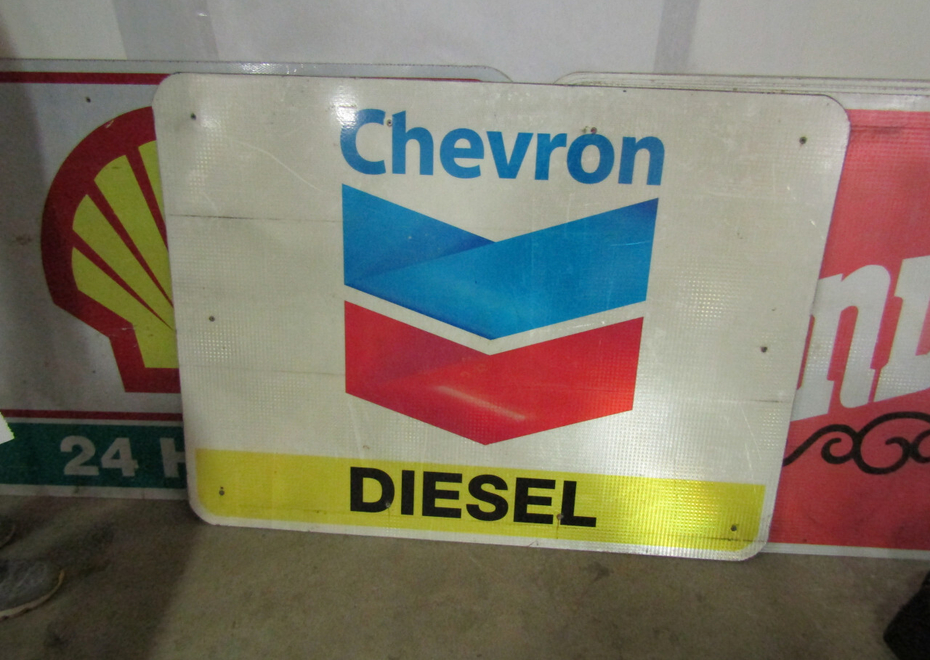 Chevron
DIESEL
24 H